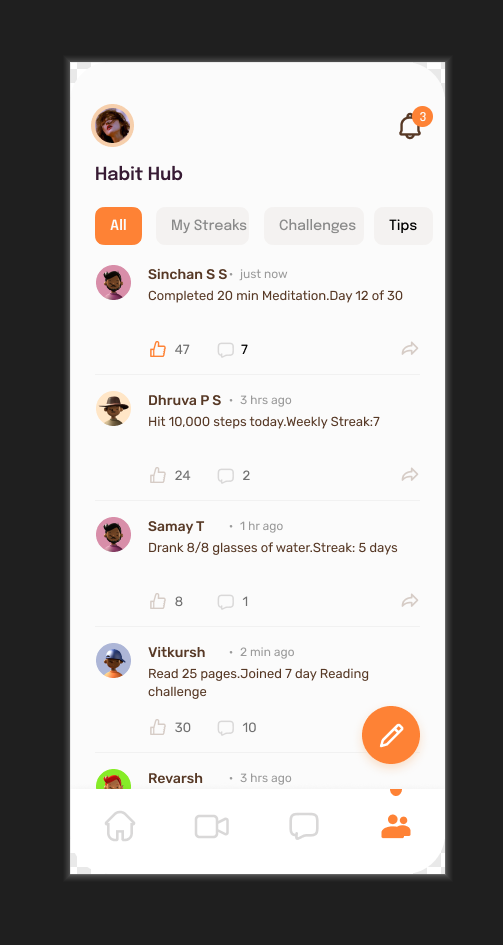 3
Habit Hub
All
My Streaks
Challenges
Tips
Sinchan S S · just now
Completed 20 min Meditation.Day 12 of 30
47
7
Dhruva P S · 3 hrs ago
Hit 10,000 steps today.Weekly Streak:7
24
2
Samay T · 1 hr ago
Drank 8/8 glasses of water.Streak: 5 days
8
1
Vitkursh · 2 min ago
Read 25 pages.Joined 7 day Reading
challenge
30
10
Revarsh · 3 hrs ago